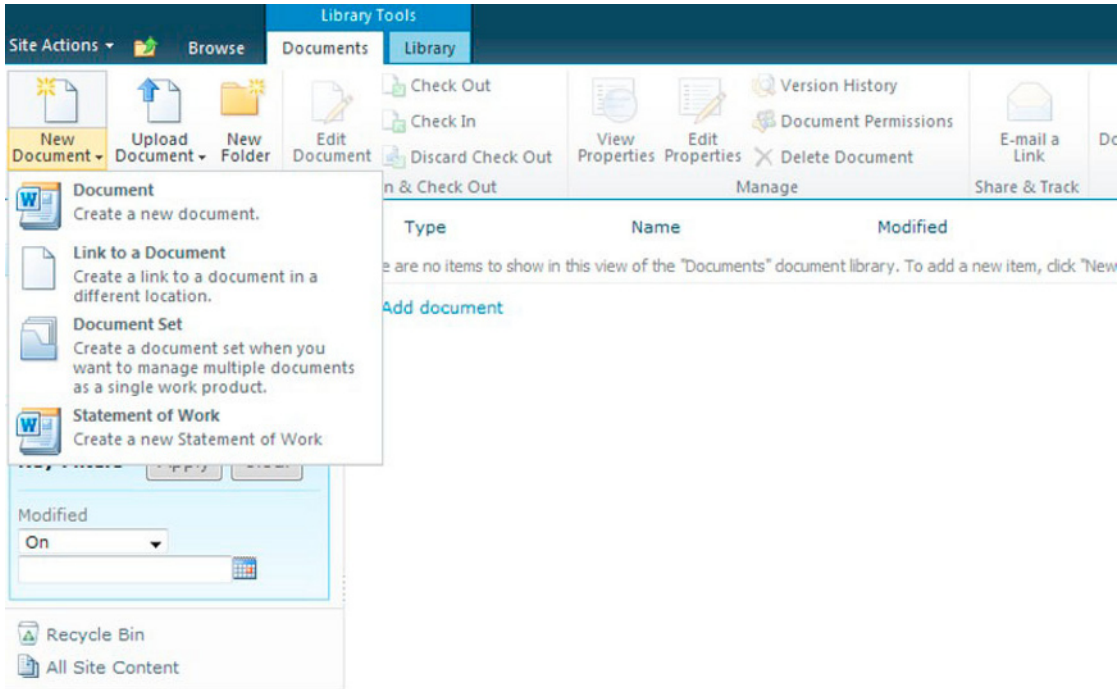 Library Tools
Site Actions Browse Documents Library
New Document Upload Document New Folder Edit Document
Check Out
Check In
Discard Check Out
View Properties Edit Properties
Version History
Document Permissions
Delete Document
E-mail a Link
n & Check Out Manage Share & Track
Document
Create a new document.
Link to a Document
Create a link to a document in a
different location.
Document Set
Create a document set when you
want to manage multiple documents
as a single work product.
Statement of Work
Create a new Statement of Work
Type Name Modified
e are no items to show in this view of the "Documents" document library. To add a new item, click "New
Add document
Modified
On
Recycle Bin
All Site Content